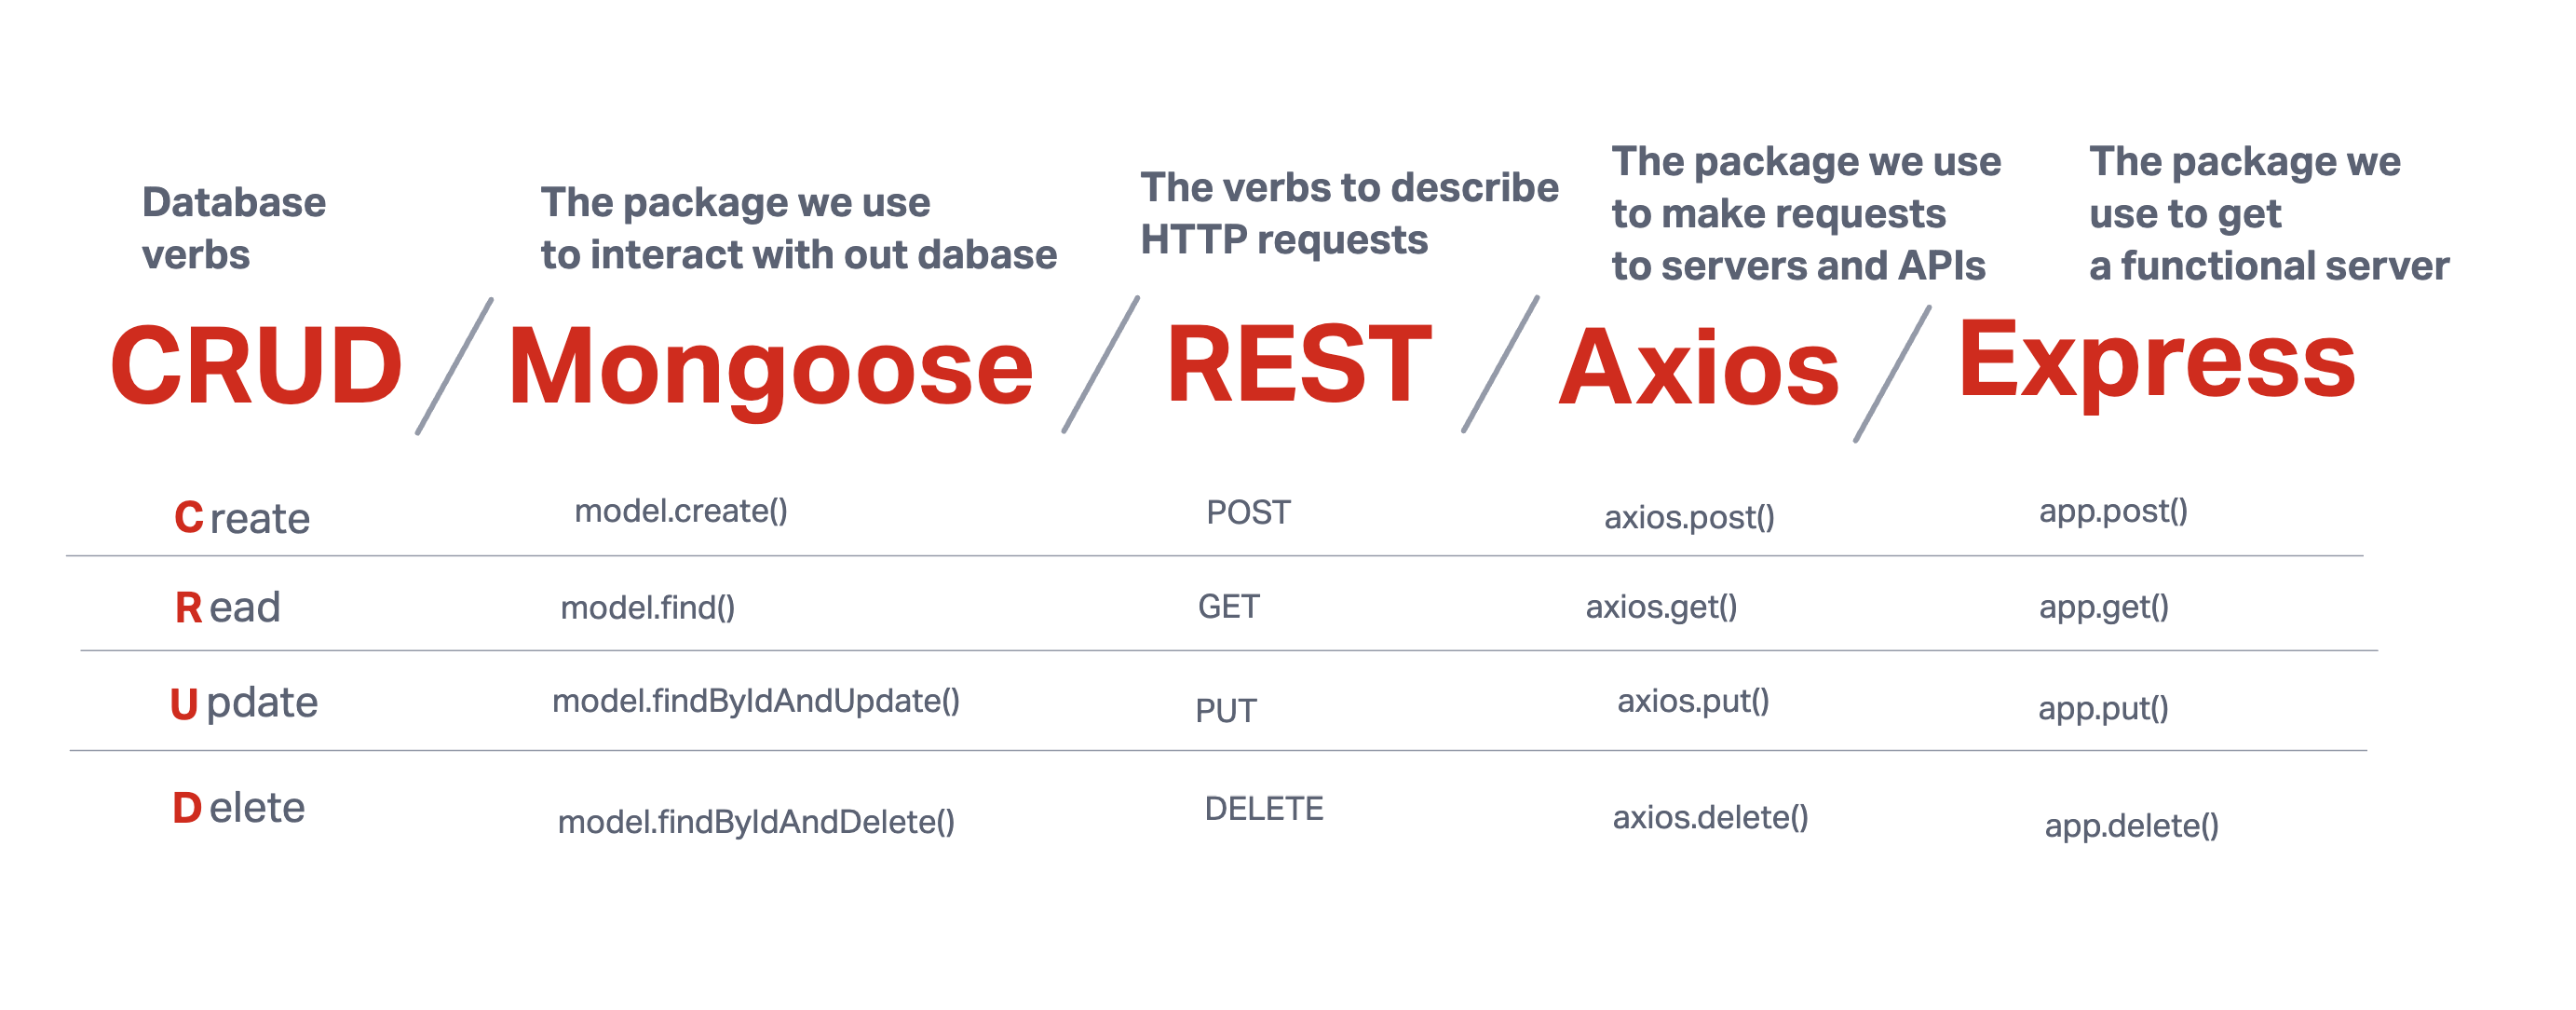 Database
verbs
The package we use
to interact with out dabase
The verbs to describe
HTTP requests
The package we use
to make requests
to servers and APIs
The package we
use to get
a functional server
CRUD / Mongoose / REST / Axios / Express
Create model.create() POST axios.post() app.post()
Read model.find() GET axios.get() app.get()
Update model.findByIdAndUpdate() PUT axios.put() app.put()
Delete model.findByIdAndDelete() DELETE axios.delete() app.delete()